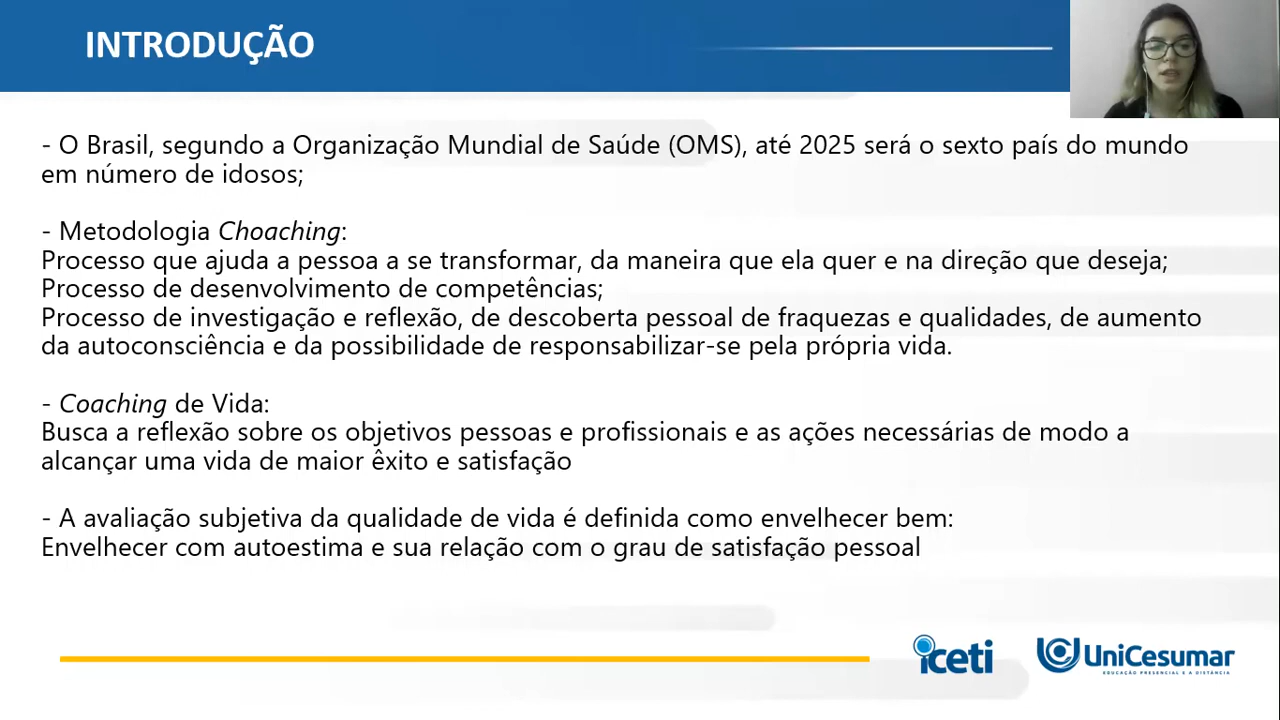 INTRODUÇÃO
- O Brasil, segundo a Organização Mundial de Saúde (OMS), até 2025 será o sexto país do mundo
em número de idosos;
- Metodologia Choaching:
Processo que ajuda a pessoa a se transformar, da maneira que ela quer e na direção que deseja;
Processo de desenvolvimento de competências;
Processo de investigação e reflexão, de descoberta pessoal de fraquezas e qualidades, de aumento
da autoconsciência e da possibilidade de responsabilizar-se pela própria vida.
- Coaching de Vida:
Busca a reflexão sobre os objetivos pessoas e profissionais e as ações necessárias de modo a
alcançar uma vida de maior êxito e satisfação
- A avaliação subjetiva da qualidade de vida é definida como envelhecer bem:
Envelhecer com autoestima e sua relação com o grau de satisfação pessoal
iceti
UniCesumar
EDUCAÇÃO PRESENCIAL E A DISTÂNCIA